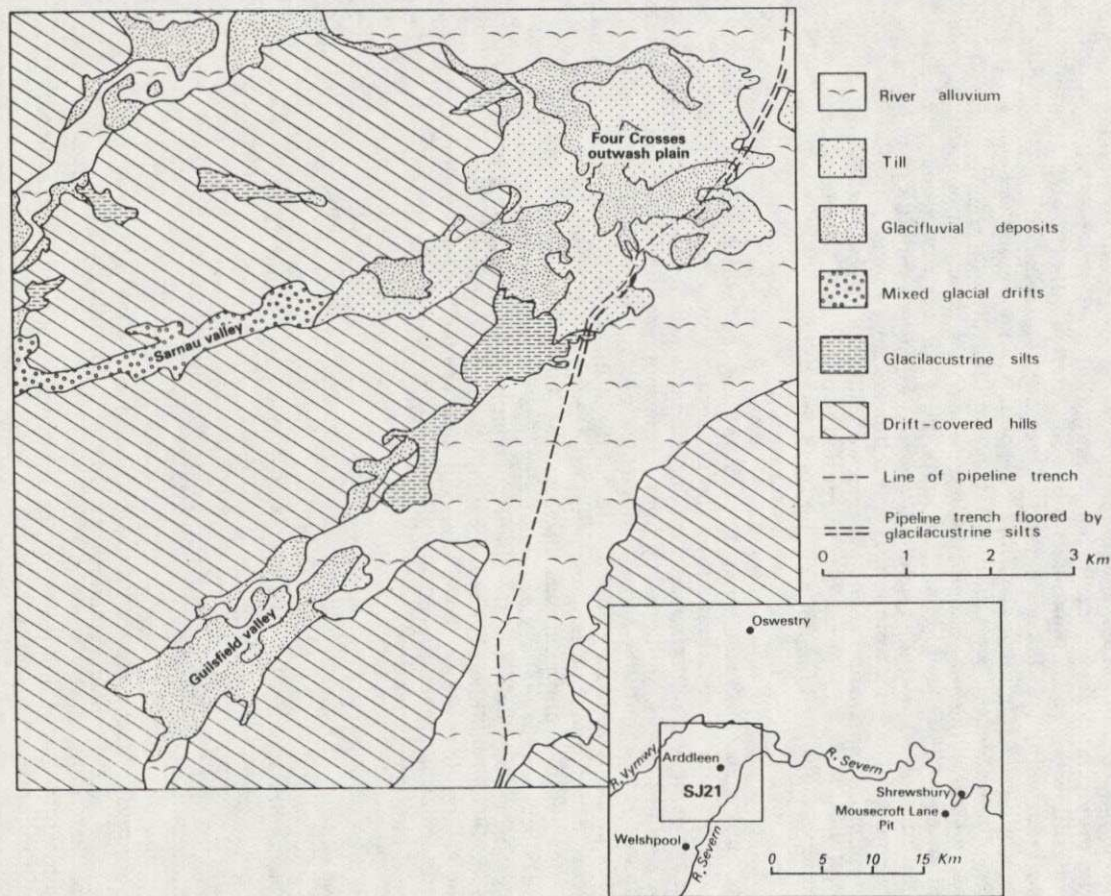 Four Crosses
outwash plain
Sarnau valley
Guilsfield valley
River alluvium
Till
Glacifluvial deposits
Mixed glacial drifts
Glacilacustrine silts
Drift-covered hills
Line of pipeline trench
Pipeline trench floored by
glacilacustrine silts
0 1 2 3 Km
Oswestry
R. Vyrnwy
Arddleen
SJ21
R. Severn
Shrewsbury
Mousecroft Lane
Pit
Welshpool
R. Severn
0 5 10 15 Km